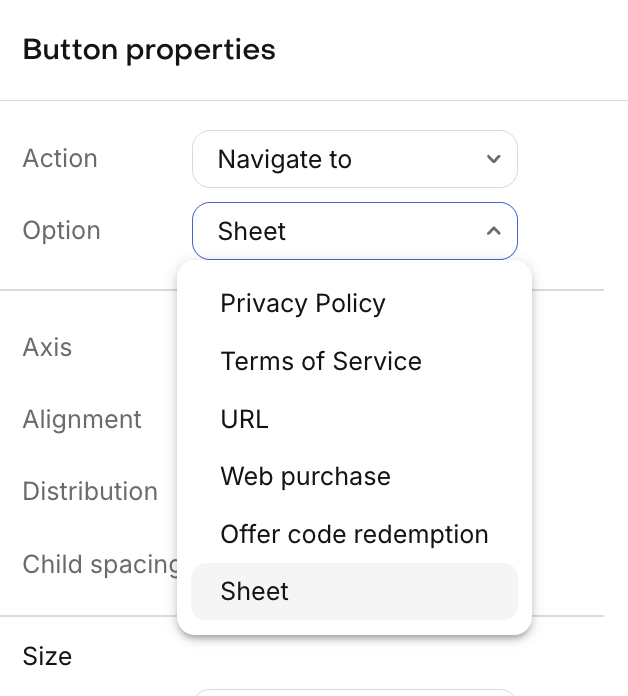 Button properties
Action
Navigate to
Option
Sheet
Privacy Policy
Terms of Service
URL
Web purchase
Offer code redemption
Sheet
Axis
Alignment
Distribution
Child spacing
Size